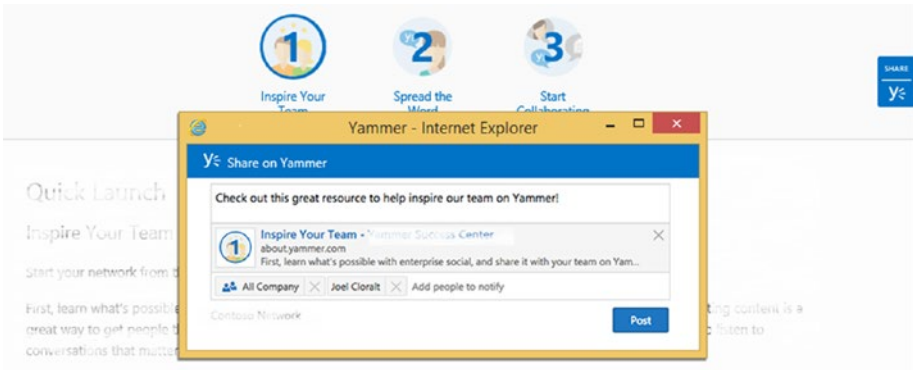 1
2
3
Inspire Your
Team
Spread the
Word
Start
Collaborating
SHARE
y
Yammer - Internet Explorer
Share on Yammer
Check out this great resource to help inspire our team on Yammer!
Quick Launch
1
Inspire Your Team - Yammer Success Center
about.yammer.com
First, learn what's possible with enterprise social, and share it with your team on Yam...
Inspire Your Team
All Company Joel Cloralt Add people to notify
Start your network from
Contoso Network
Post
First, learn what's possible
ting content is a
great way to get people
listen to
conversations that matter